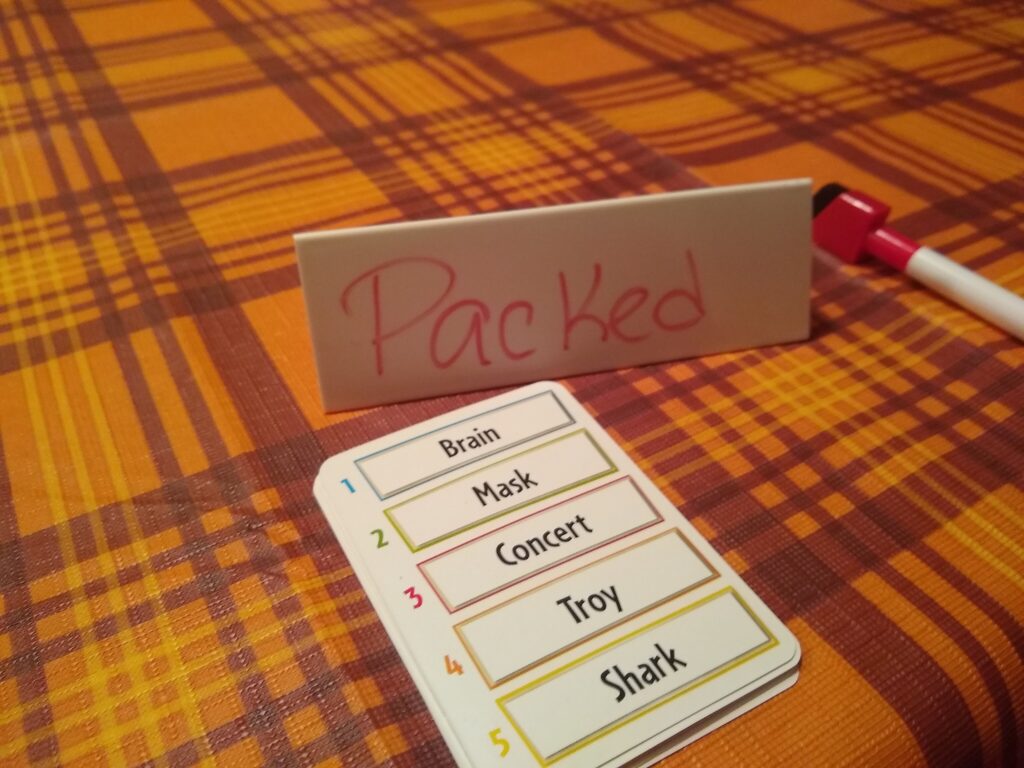 Packed
1 Brain
2 Mask
3 Concert
4 Troy
5 Shark